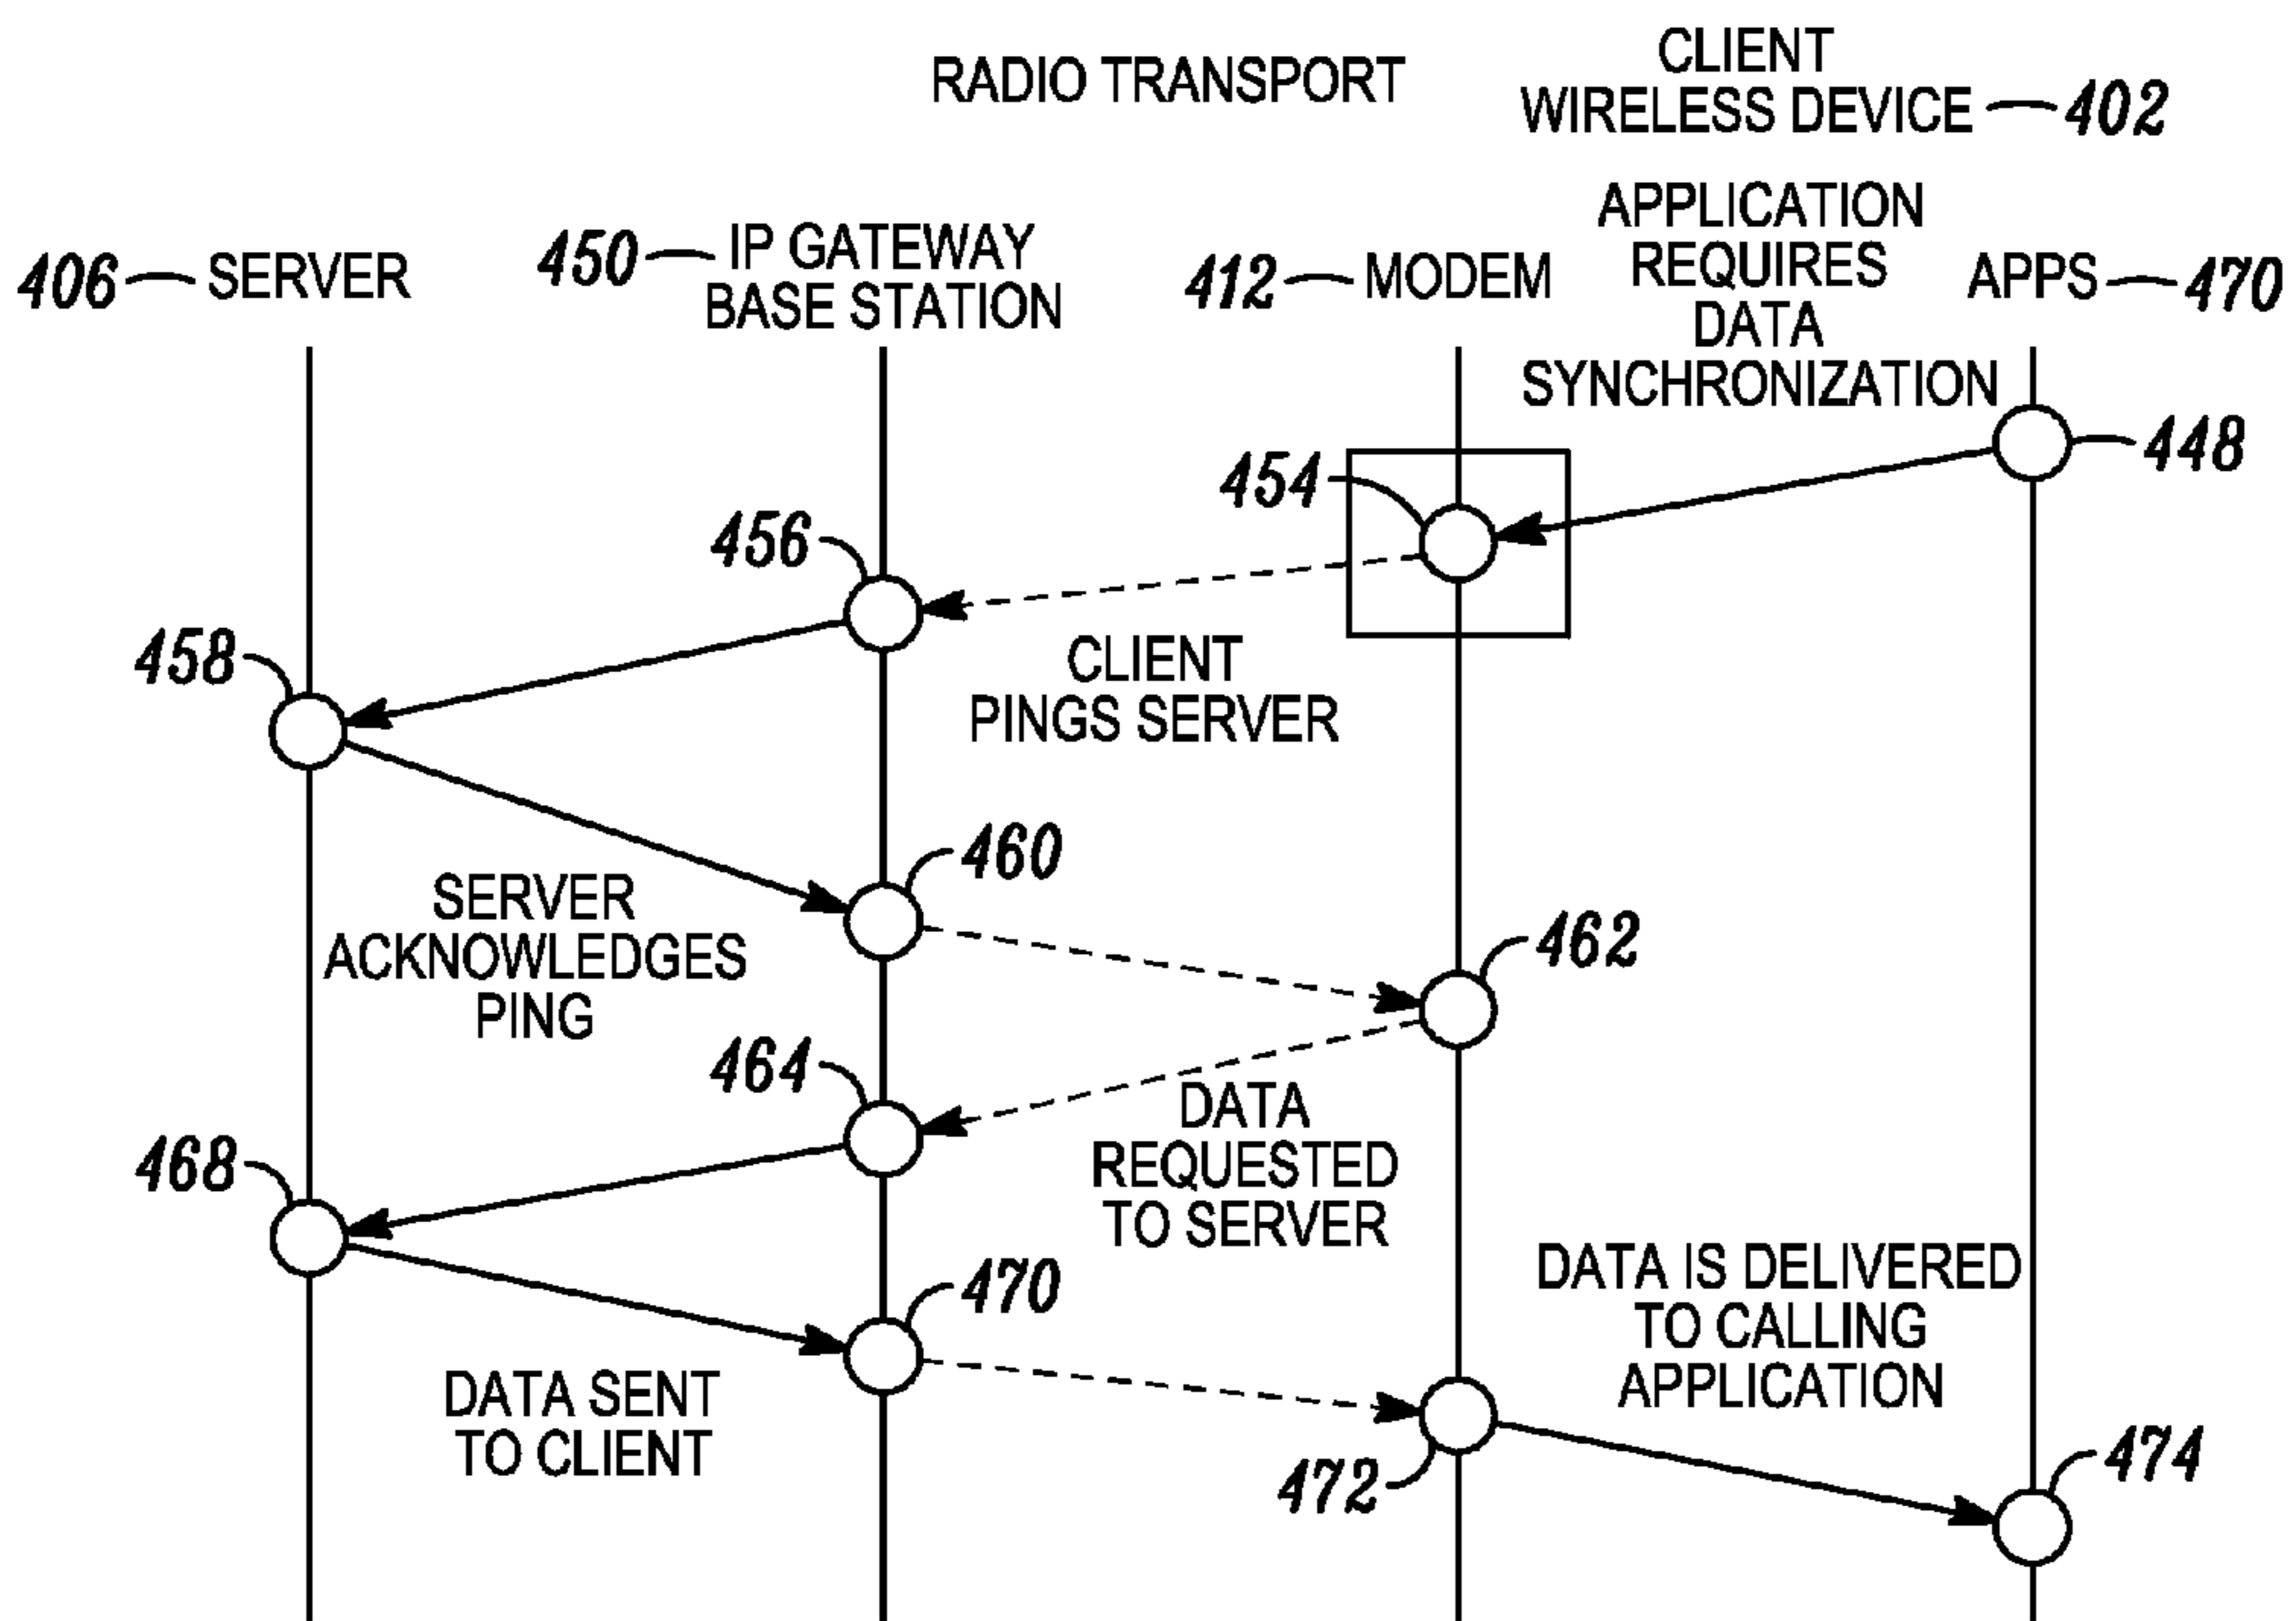 RADIO TRANSPORT
CLIENT
WIRELESS DEVICE 402
406 SERVER
450 IP GATEWAY
BASE STATION
412 MODEM
APPLICATION
REQUIRES
DATA
SYNCHRONIZATION
APPS 470
448
454
456
CLIENT
PINGS SERVER
458
460
SERVER
ACKNOWLEDGES
PING
462
464
DATA
REQUESTED
TO SERVER
468
470
DATA IS DELIVERED
TO CALLING
APPLICATION
DATA SENT
TO CLIENT
472
474